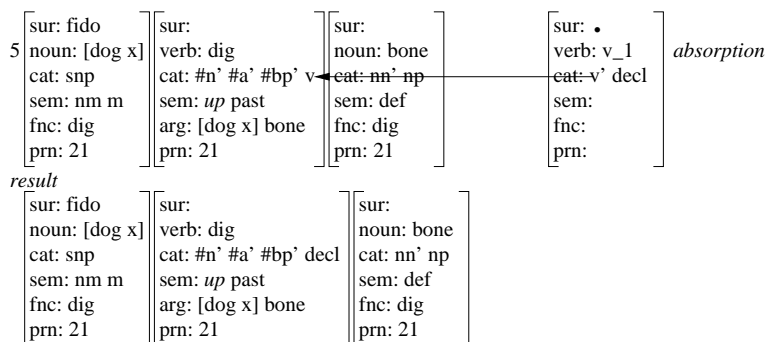 sur: fido sur: sur: sur: •
5 noun: [dog x] verb: dig noun: bone verb: v_1 absorption
cat: snp cat: #n’ #a’ #bp’ v cat: nn’ np cat: v’ decl
sem: nm m sem: up past sem: def sem:
fnc: dig arg: [dog x] bone fnc: dig fnc:
prn: 21 prn: 21 prn: 21 prn:
result
sur: fido sur: sur:
noun: [dog x] verb: dig noun: bone
cat: snp cat: #n’ #a’ #bp’ decl cat: nn’ np
sem: nm m sem: up past sem: def
fnc: dig arg: [dog x] bone fnc: dig
prn: 21 prn: 21 prn: 21